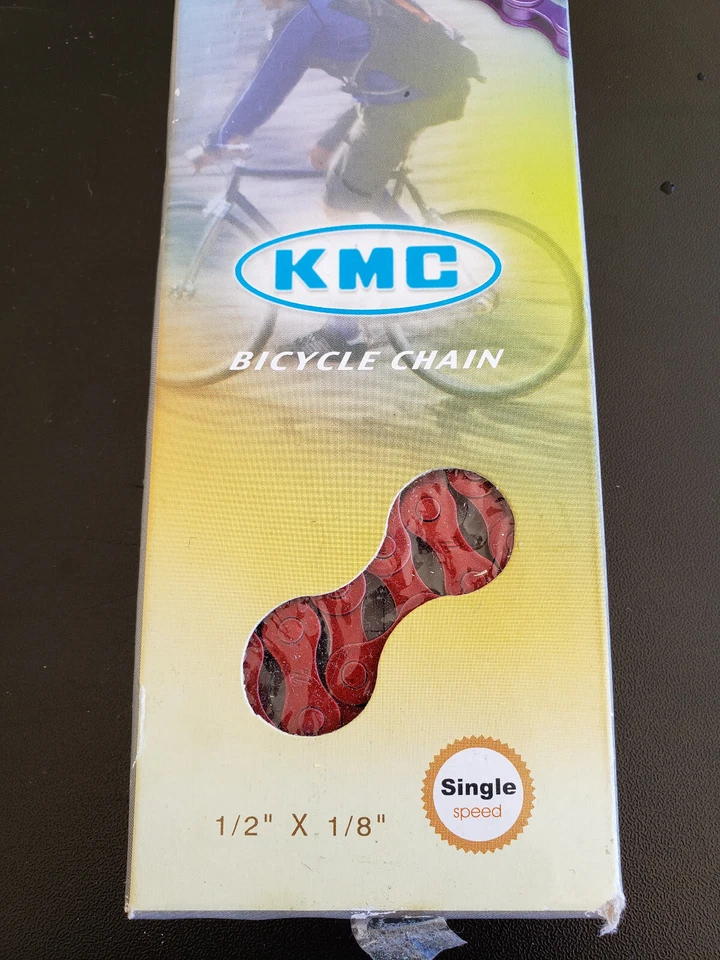 KMC
BICYCLE CHAIN
Single
speed
1/2" X 1/8"